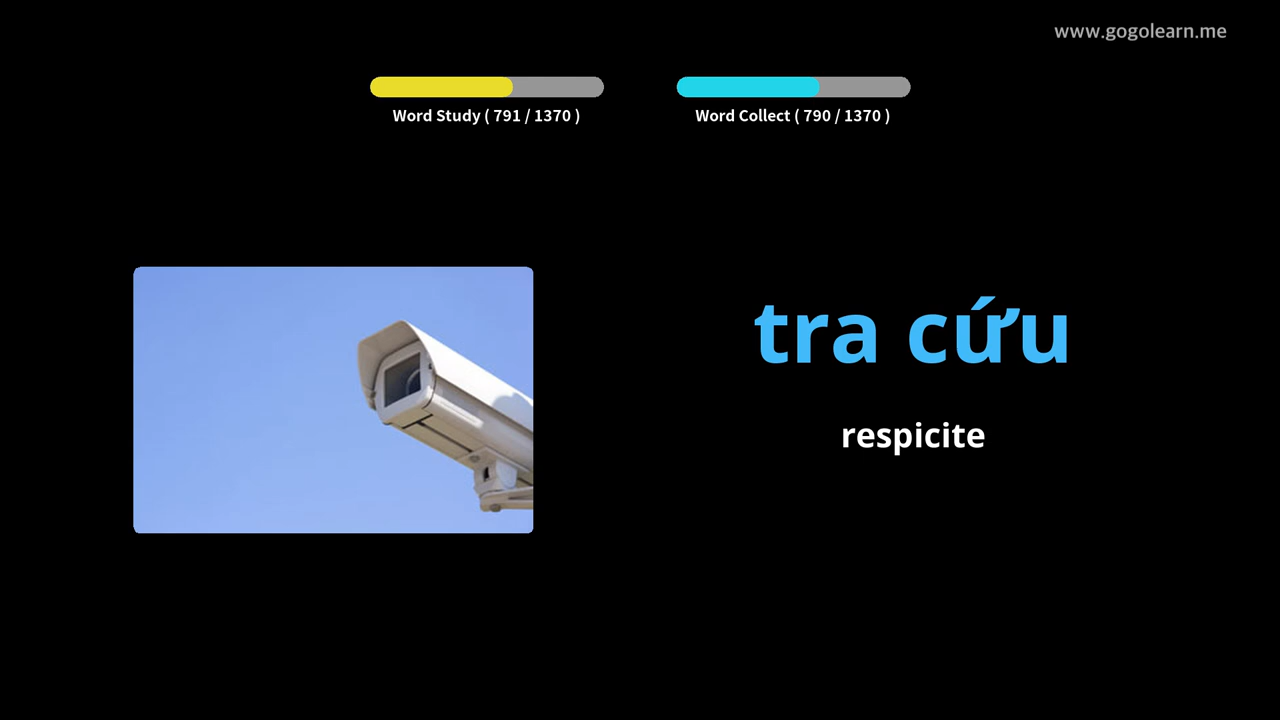 www.gogolearn.me
Word Study ( 791 / 1370 )
Word Collect ( 790 / 1370 )
tra cứu
respicite